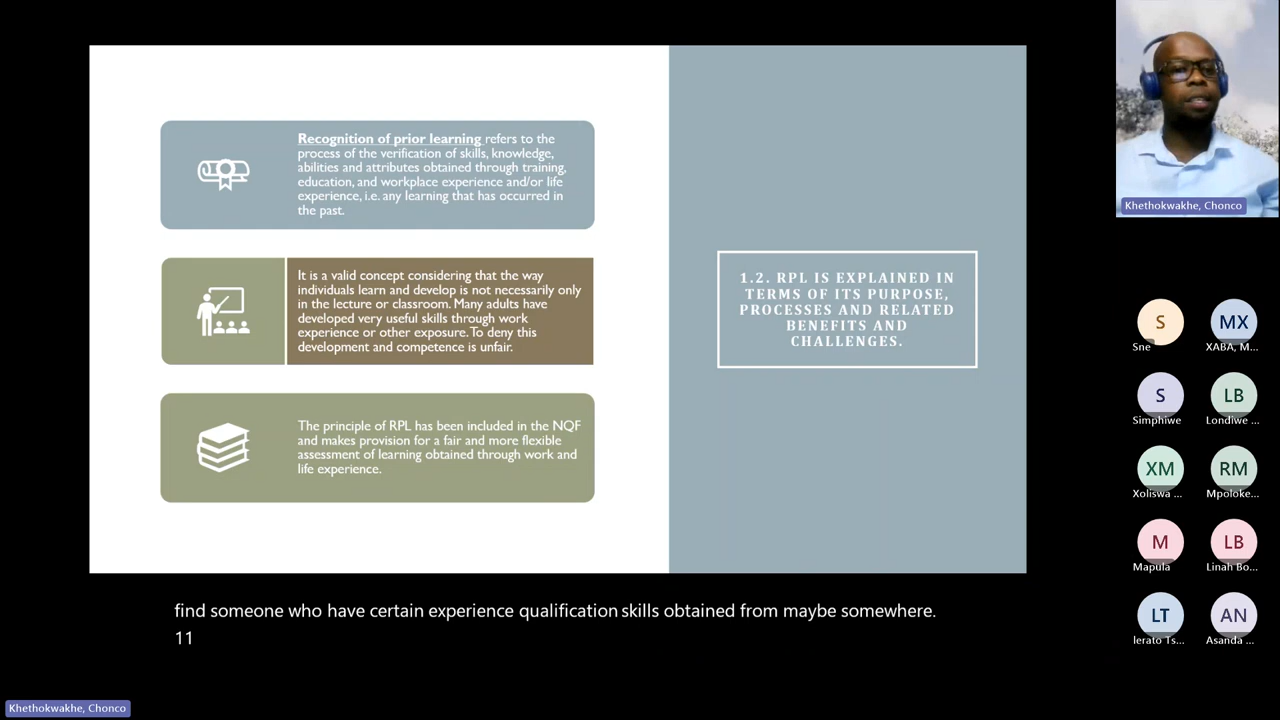 Recognition of prior learning refers to the
process of the verification of skills, knowledge,
abilities and attributes obtained through training,
education, and workplace experience and/or life
experience, i.e. any learning that has occurred in
the past.
It is a valid concept considering that the way
individuals learn and develop is not necessarily only
in the lecture or classroom. Many adults have
developed very useful skills through work
experience or other exposure. To deny this
development and competence is unfair.
The principle of RPL has been included in the NQF
and makes provision for a fair and more flexible
assessment of learning obtained through work and
life experience.
1.2. RPL IS EXPLAINED IN
TERMS OF ITS PURPOSE,
PROCESSES AND RELATED
BENEFITS AND
CHALLENGES.
Khethokwakhe, Chonco
S
MX
Sne
XABA, M...
S
LB
Simphiwe
Londiwe ...
XM
RM
Xoliswa ...
Mpoloke...
M
LB
Mapula
Linah Bo...
LT
AN
lerato Ts...
Asanda ...
find someone who have certain experience qualification skills obtained from maybe somewhere.
11
Khethokwakhe, Chonco